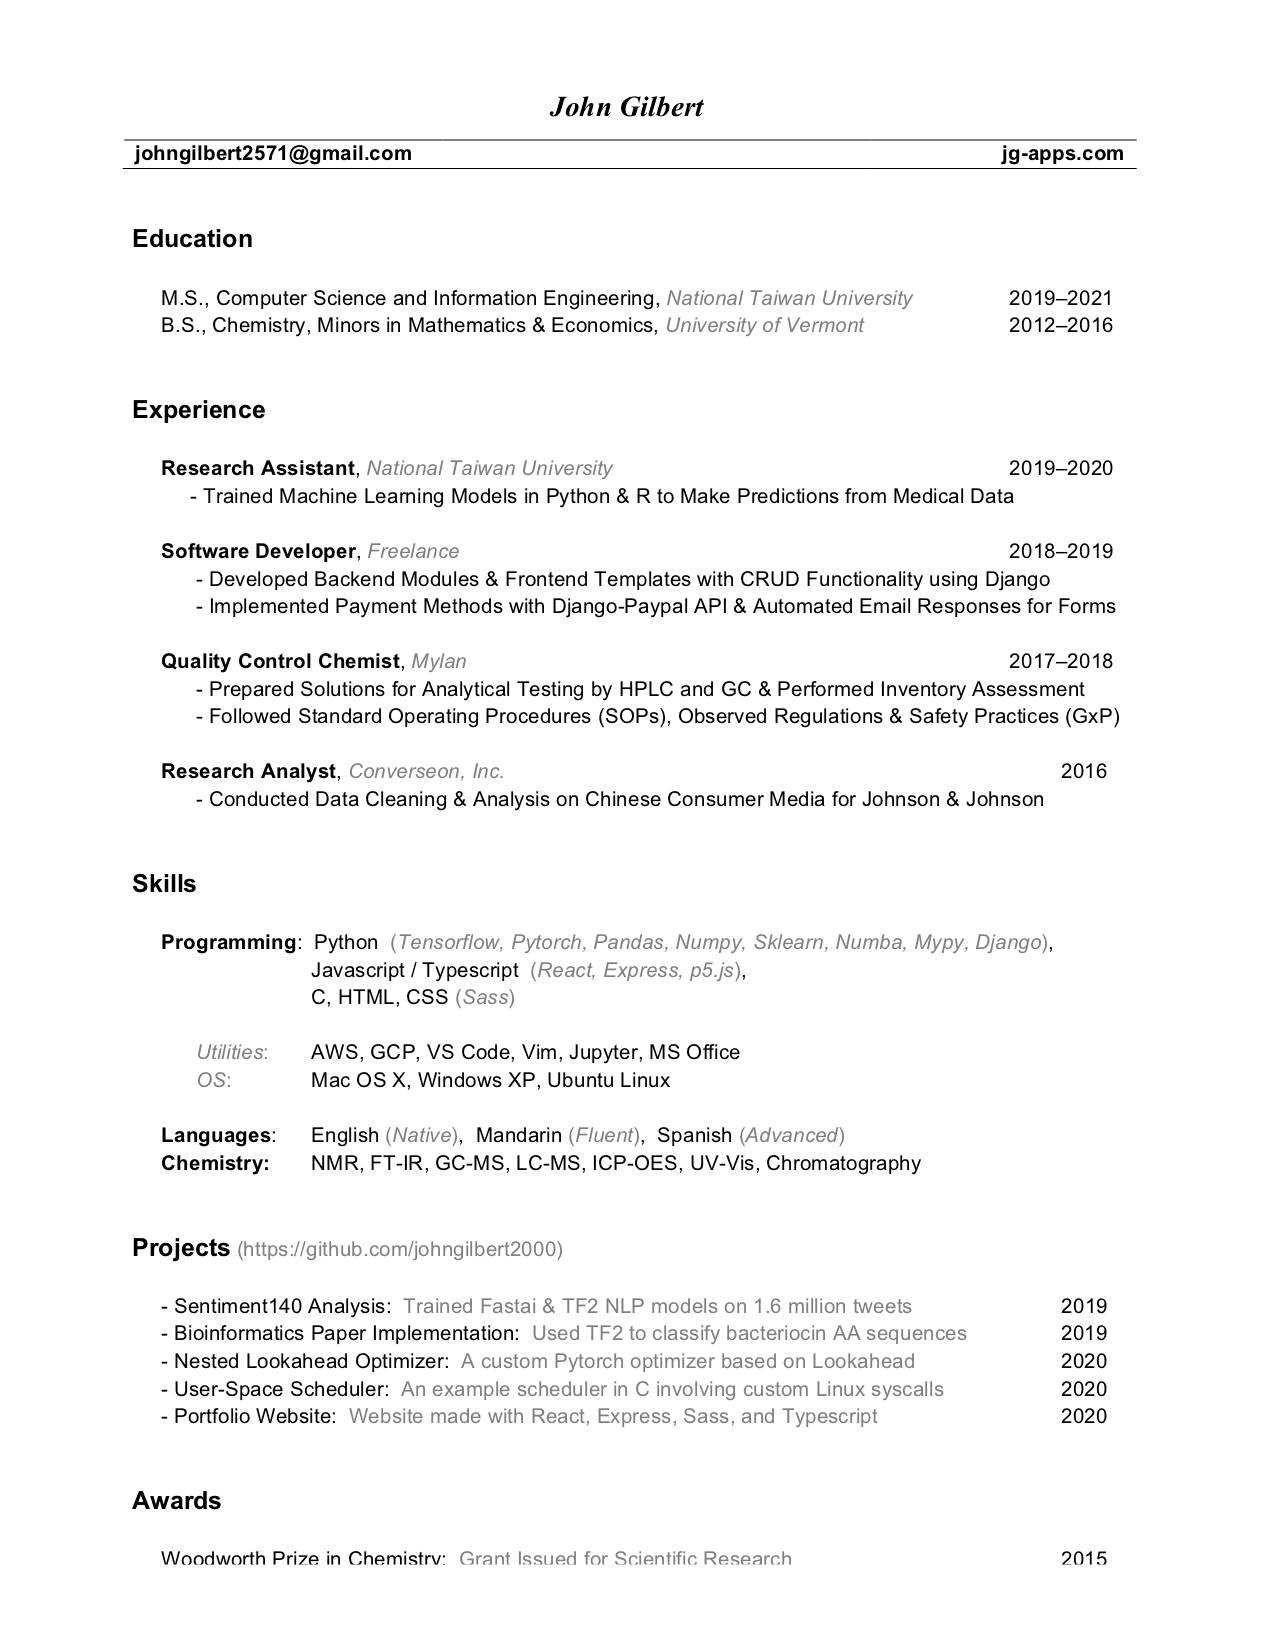 John Gilbert
johngilbert2571@gmail.com jg-apps.com
Education
M.S., Computer Science and Information Engineering, National Taiwan University 2019–2021
B.S., Chemistry, Minors in Mathematics & Economics, University of Vermont 2012–2016
Experience
Research Assistant, National Taiwan University 2019–2020
- Trained Machine Learning Models in Python & R to Make Predictions from Medical Data
Software Developer, Freelance 2018–2019
- Developed Backend Modules & Frontend Templates with CRUD Functionality using Django
- Implemented Payment Methods with Django-Paypal API & Automated Email Responses for Forms
Quality Control Chemist, Mylan 2017–2018
- Prepared Solutions for Analytical Testing by HPLC and GC & Performed Inventory Assessment
- Followed Standard Operating Procedures (SOPs), Observed Regulations & Safety Practices (GxP)
Research Analyst, Converseon, Inc. 2016
- Conducted Data Cleaning & Analysis on Chinese Consumer Media for Johnson & Johnson
Skills
Programming: Python (Tensorflow, Pytorch, Pandas, Numpy, Sklearn, Numba, Mypy, Django),
Javascript / Typescript (React, Express, p5.js),
C, HTML, CSS (Sass)
Utilities: AWS, GCP, VS Code, Vim, Jupyter, MS Office
OS: Mac OS X, Windows XP, Ubuntu Linux
Languages: English (Native), Mandarin (Fluent), Spanish (Advanced)
Chemistry: NMR, FT-IR, GC-MS, LC-MS, ICP-OES, UV-Vis, Chromatography
Projects (https://github.com/johngilbert2000)
- Sentiment140 Analysis: Trained Fastai & TF2 NLP models on 1.6 million tweets 2019
- Bioinformatics Paper Implementation: Used TF2 to classify bacteriocin AA sequences 2019
- Nested Lookahead Optimizer: A custom Pytorch optimizer based on Lookahead 2020
- User-Space Scheduler: An example scheduler in C involving custom Linux syscalls 2020
- Portfolio Website: Website made with React, Express, Sass, and Typescript 2020
Awards
Woodworth Prize in Chemistry: Grant Issued for Scientific Research 2015